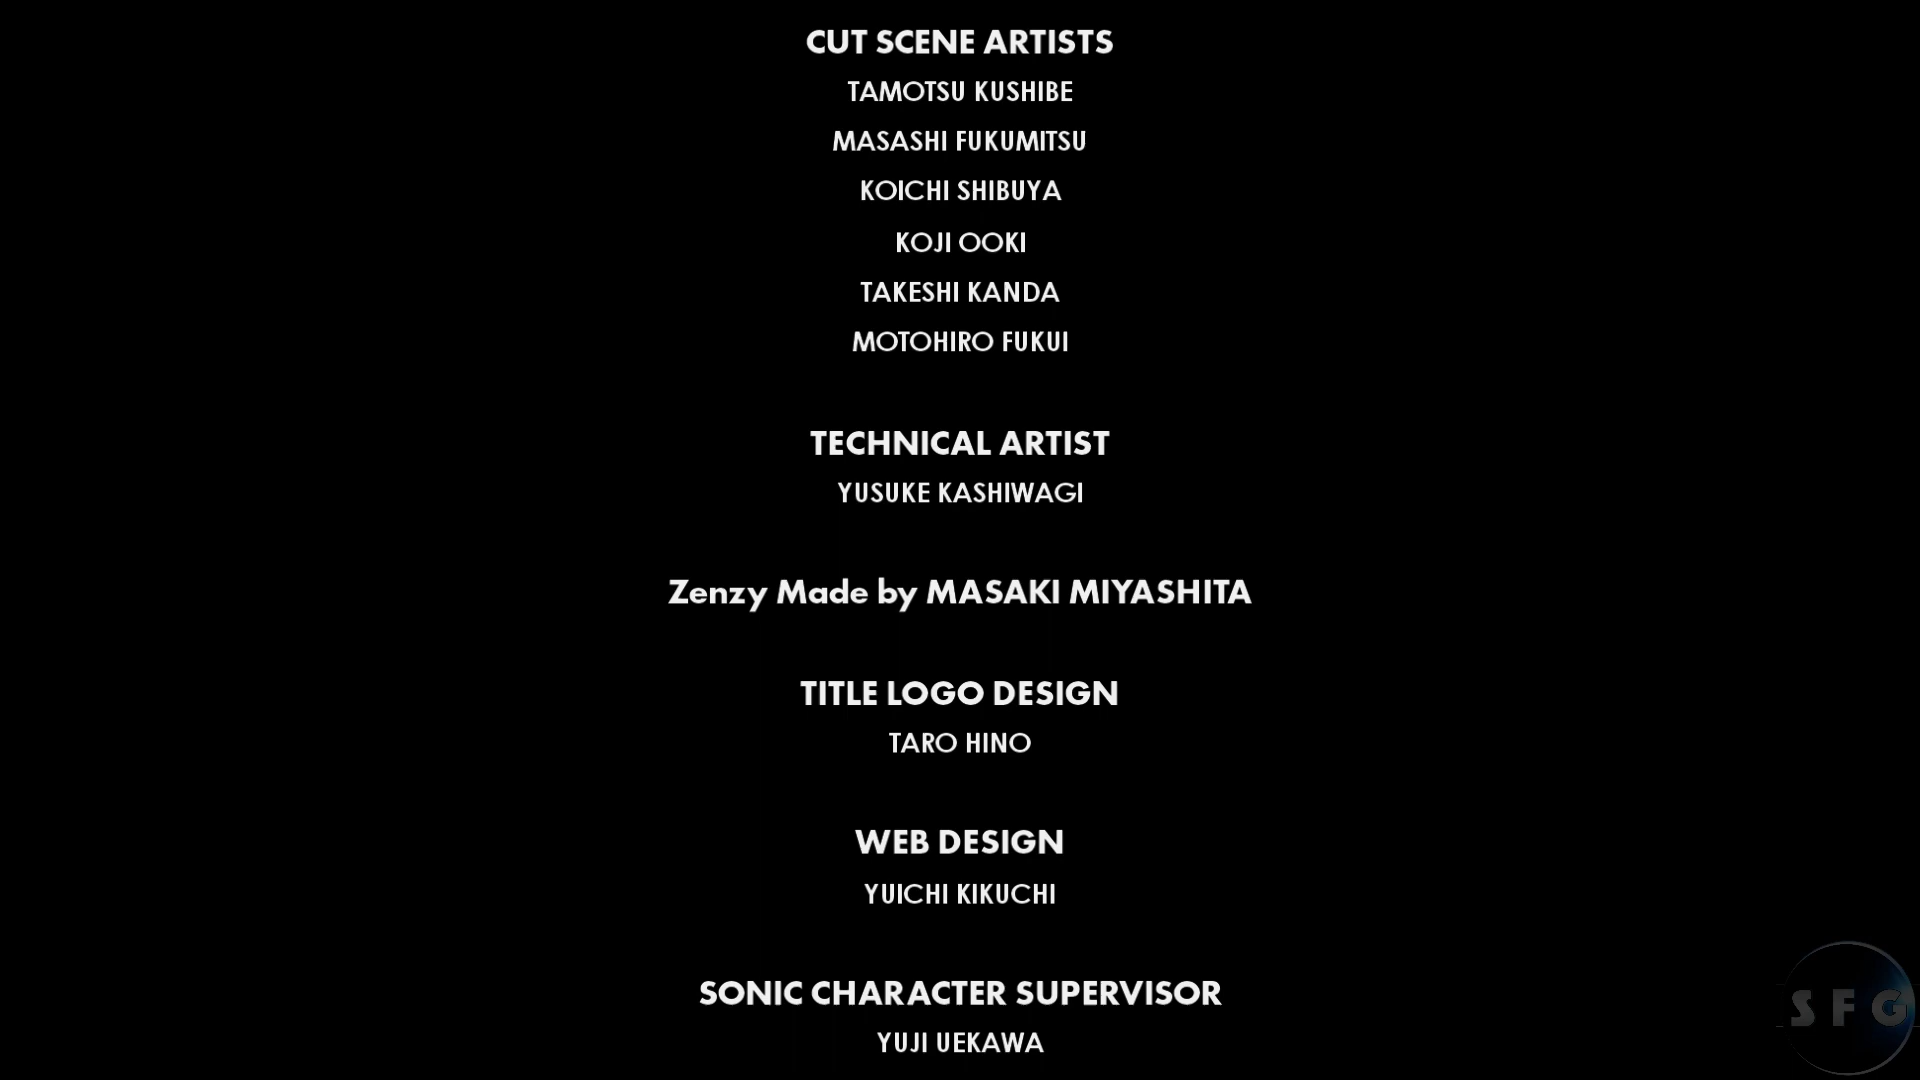 CUT SCENE ARTISTS
TAMOTSU KUSHIBE
MASASHI FUKUMITSU
KOICHI SHIBUYA
KOJI OOKI
TAKESHI KANDA
MOTOHIRO FUKUI
TECHNICAL ARTIST
YUSUKE KASHIWAGI
Zenzy Made by MASAKI MIYASHITA
TITLE LOGO DESIGN
TARO HINO
WEB DESIGN
YUICHI KIKUCHI
SONIC CHARACTER SUPERVISOR
YUJI UEKAWA
SFG